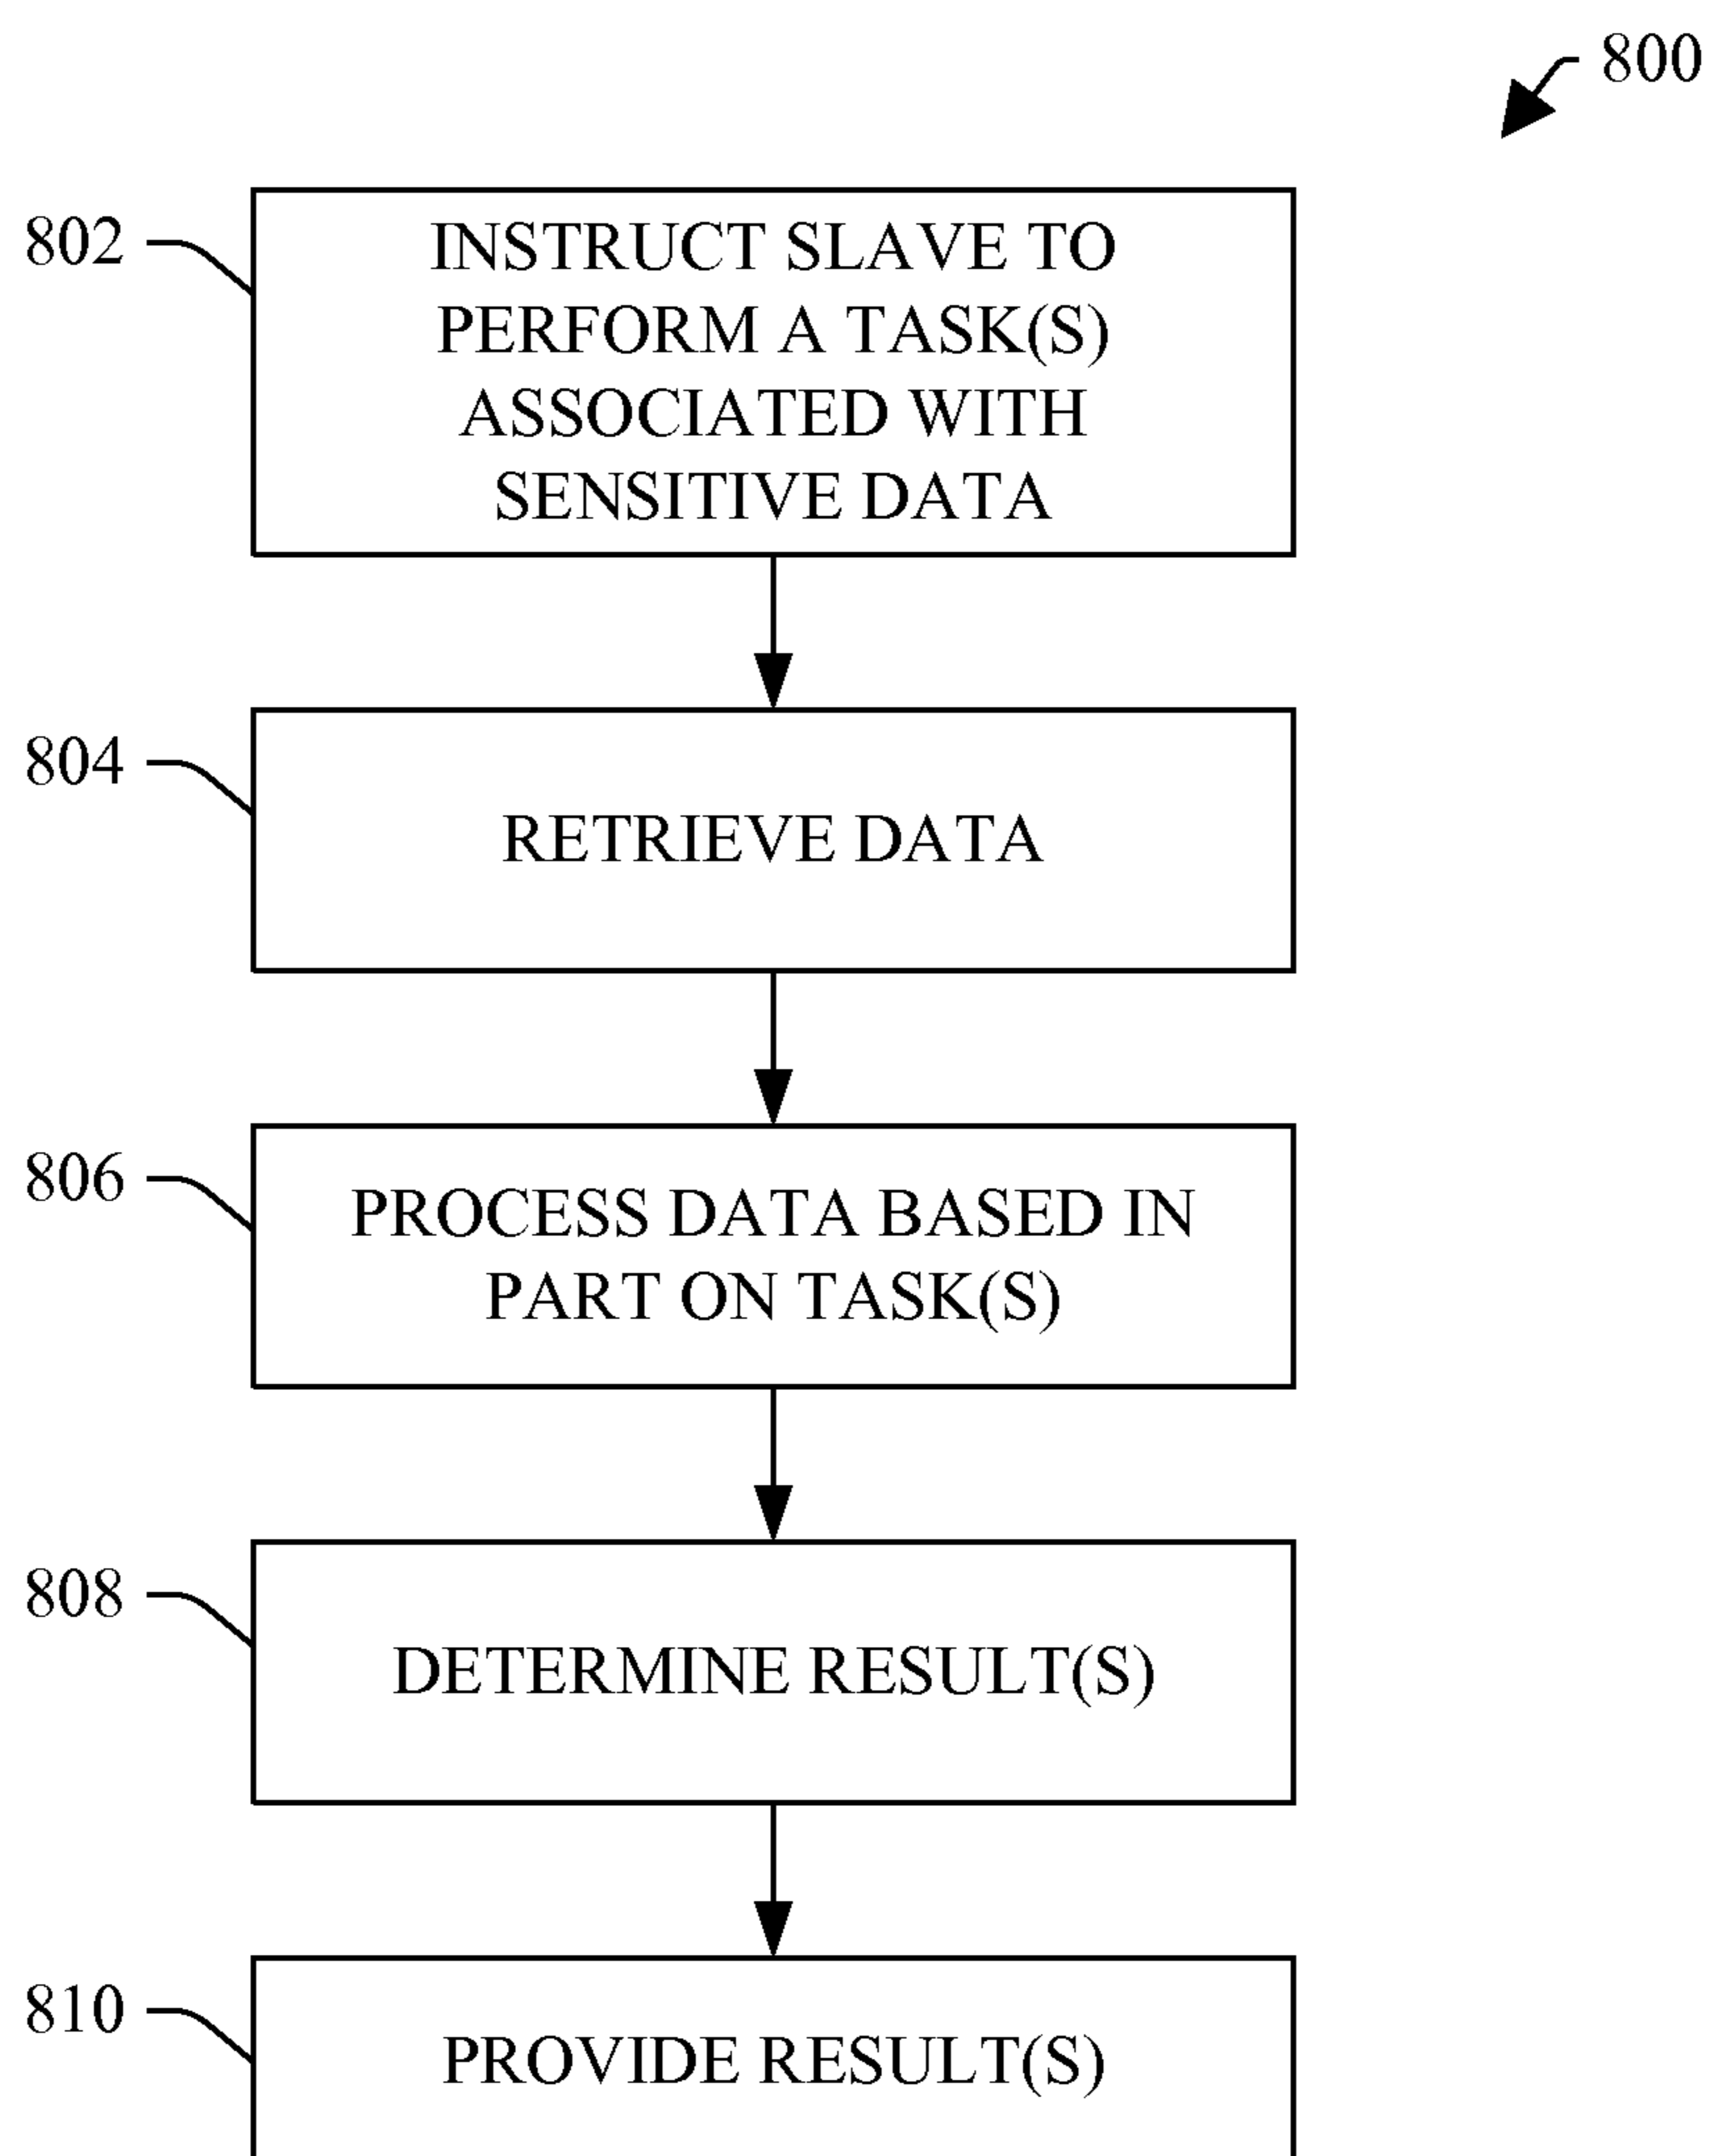 800
802
INSTRUCT SLAVE TO
PERFORM A TASK(S)
ASSOCIATED WITH
SENSITIVE DATA
804
RETRIEVE DATA
806
PROCESS DATA BASED IN
PART ON TASK(S)
808
DETERMINE RESULT(S)
810
PROVIDE RESULT(S)